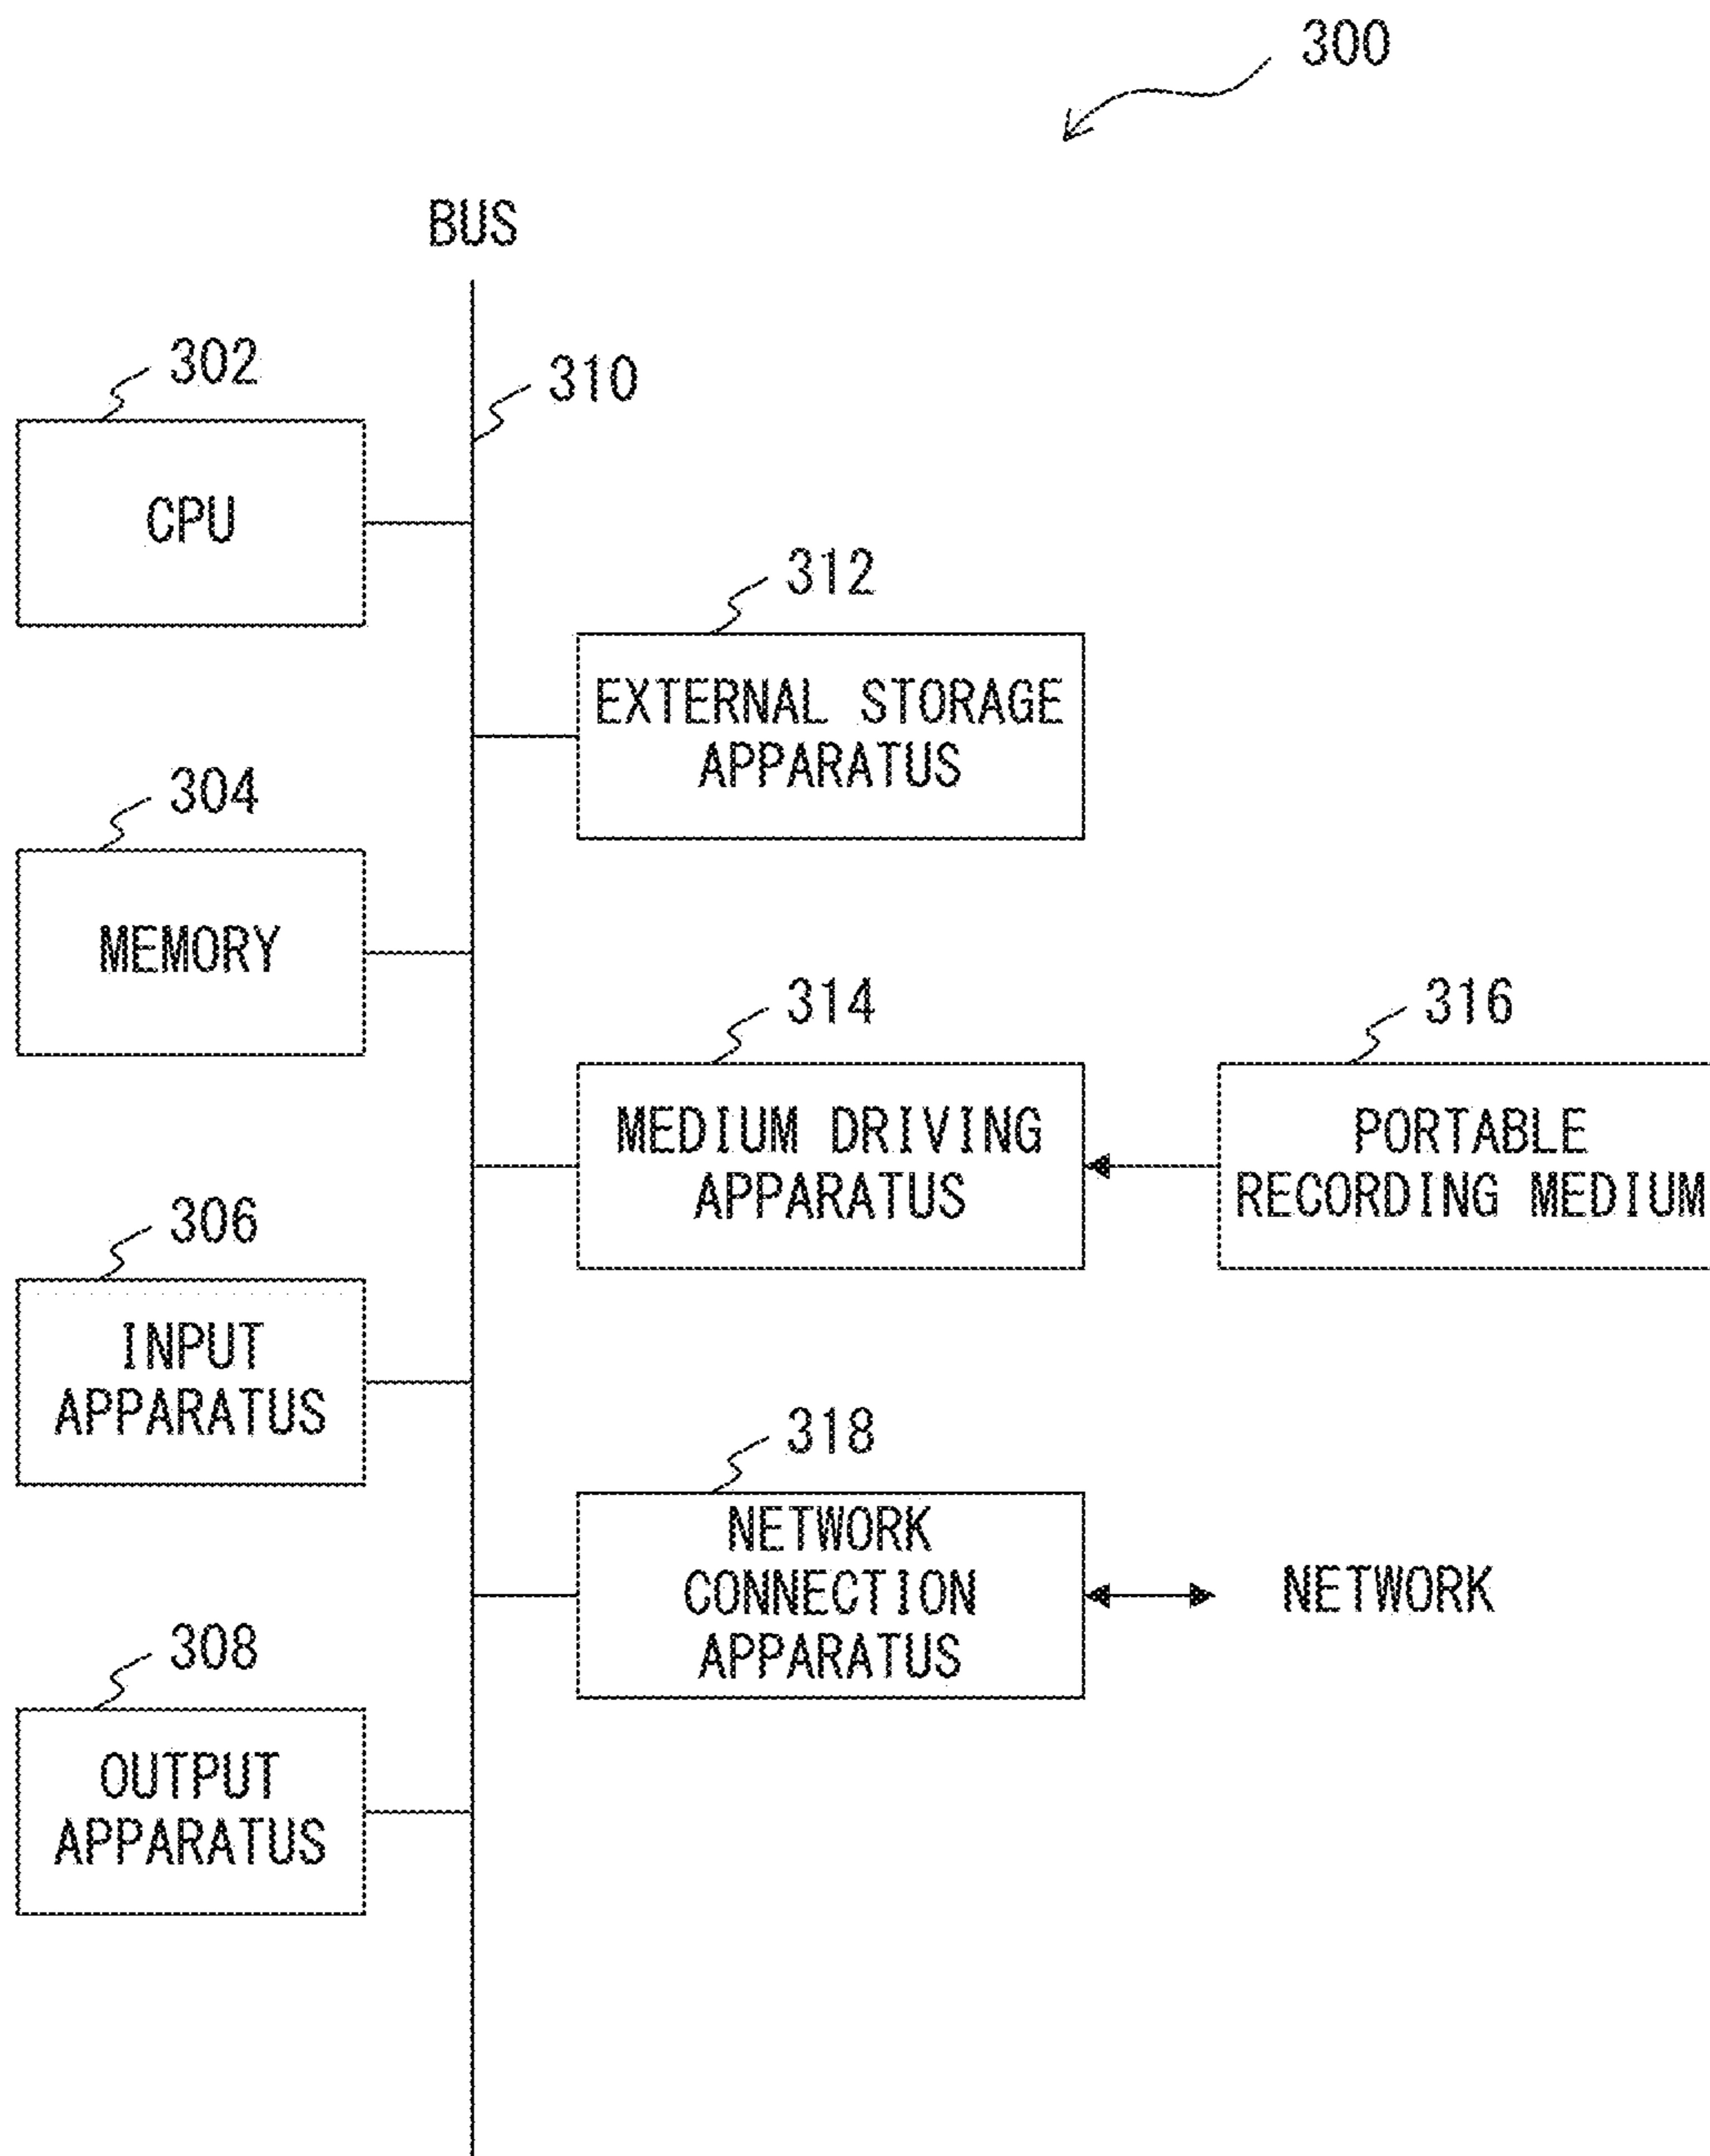 300
BUS
302
310
CPU
312
EXTERNAL STORAGE
APPARATUS
304
MEMORY
314
316
MEDIUM DRIVING
APPARATUS
PORTABLE
RECORDING MEDIUM
306
INPUT
APPARATUS
318
NETWORK
CONNECTION
APPARATUS
NETWORK
308
OUTPUT
APPARATUS